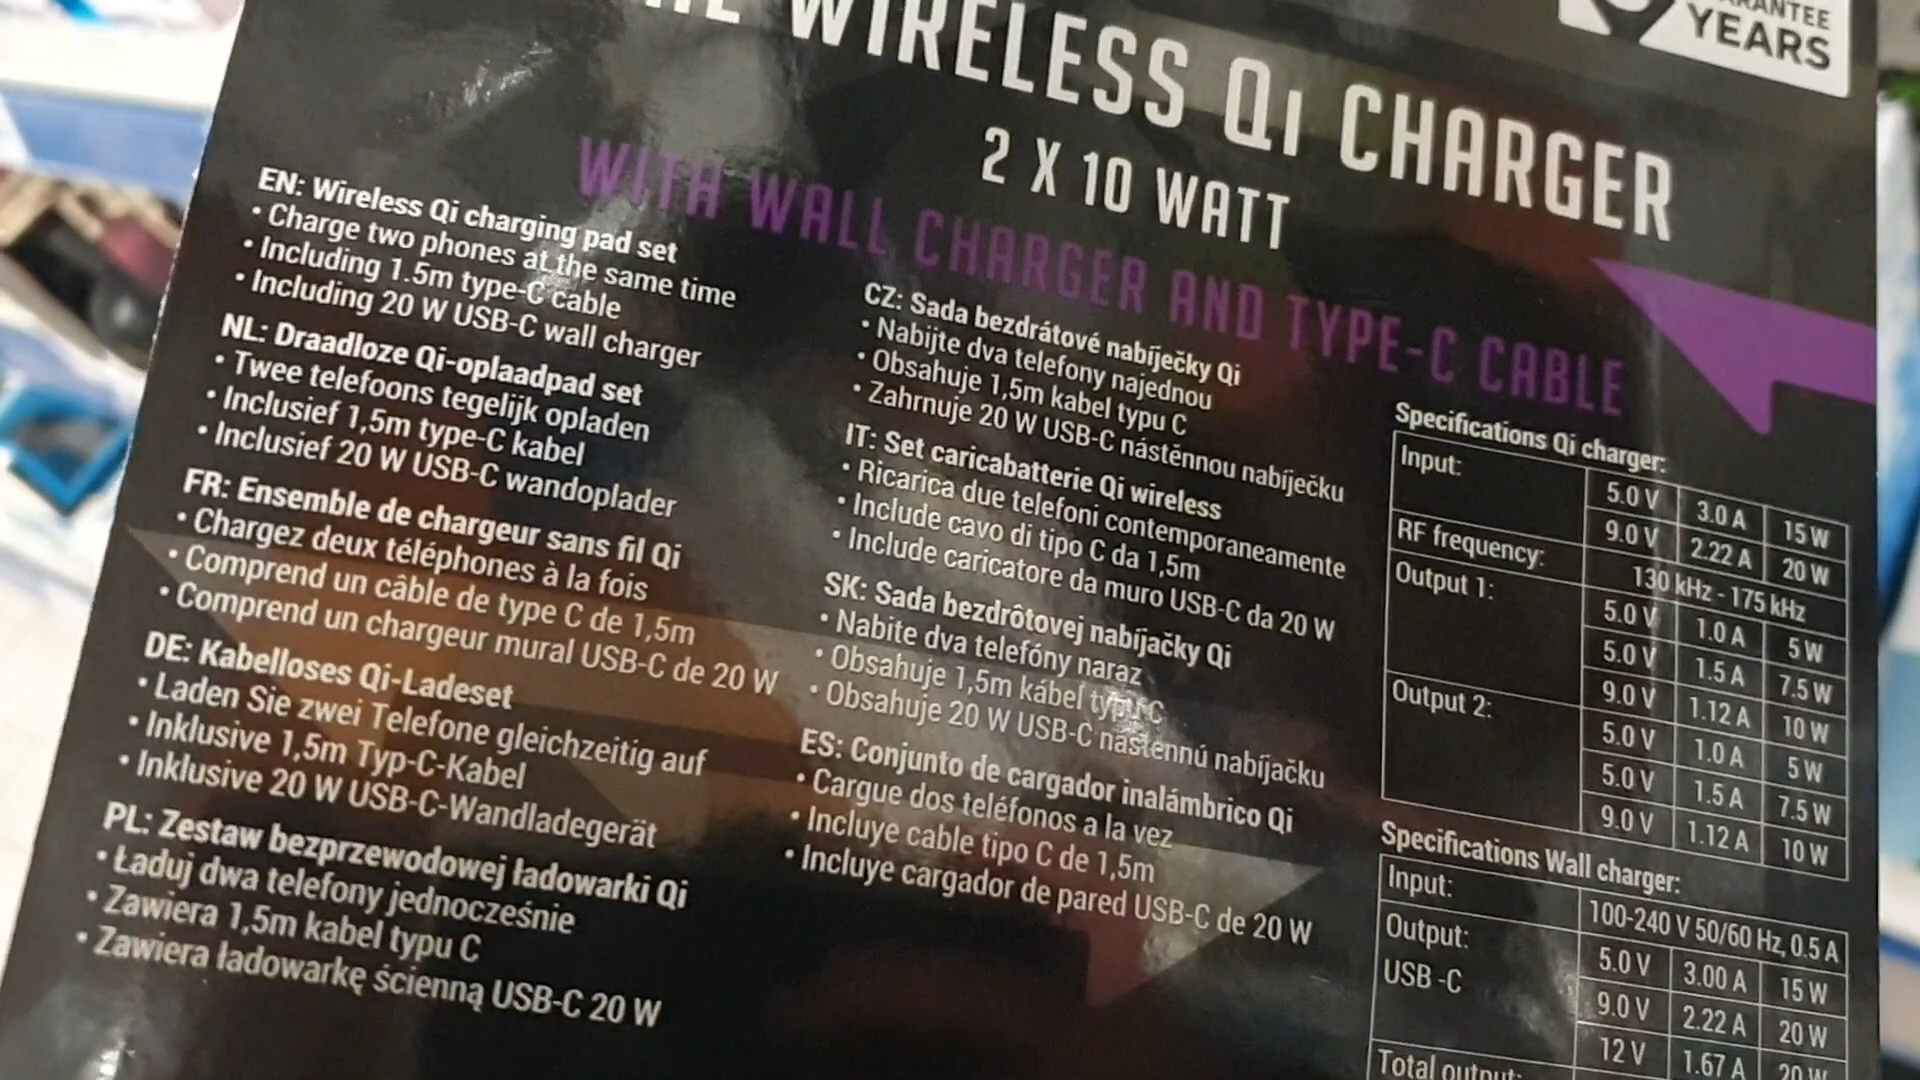 WIRELESS Qi CHARGER
2 X 10 WATT
WITH WALL CHARGER AND TYPE-C CABLE
YEARS
EN: Wireless Qi charging pad set
• Charge two phones at the same time
• Including 1.5m type-C cable
• Including 20 W USB-C wall charger
NL: Draadloze Qi-oplaadpad set
• Twee telefoons tegelijk opladen
• Inclusief 1,5m type-C kabel
• Inclusief 20 W USB-C wandoplader
FR: Ensemble de chargeur sans fil Qi
• Chargez deux téléphones à la fois
• Comprend un câble de type C de 1,5m
• Comprend un chargeur mural USB-C de 20 W
DE: Kabelloses Qi-Ladeset
• Laden Sie zwei Telefone gleichzeitig auf
• Inklusive 1,5m Typ-C-Kabel
• Inklusive 20 W USB-C-Wandladegerät
PL: Zestaw bezprzewodowej ładowarki Qi
• Ładuj dwa telefony jednocześnie
• Zawiera 1,5m kabel typu C
• Zawiera ładowarkę ścienną USB-C 20 W
CZ: Sada bezdrátové nabíječky Qi
• Nabijte dva telefony najednou
• Obsahuje 1,5m kabel typu C
• Zahrnuje 20 W USB-C nástěnnou nabíječku
IT: Set caricabatterie Qi wireless
• Ricarica due telefoni contemporaneamente
• Include cavo di tipo C da 1,5m
• Include caricatore da muro USB-C da 20 W
SK: Sada bezdrôtovej nabíjačky Qi
• Nabite dva telefóny naraz
• Obsahuje 1,5m kábel typu C
• Obsahuje 20 W USB-C nástennú nabíjačku
ES: Conjunto de cargador inalámbrico Qi
• Cargue dos teléfonos a la vez
• Incluye cable tipo C de 1,5m
• Incluye cargador de pared USB-C de 20 W
Specifications Qi charger:
Input: 5.0 V 3.0 A 15 W
9.0 V 2.22 A 20 W
RF frequency: 130 kHz - 175 kHz
Output 1: 5.0 V 1.0 A 5 W
5.0 V 1.5 A 7.5 W
9.0 V 1.12 A 10 W
Output 2: 5.0 V 1.0 A 5 W
5.0 V 1.5 A 7.5 W
9.0 V 1.12 A 10 W
Specifications Wall charger:
Input: 100-240 V 50/60 Hz, 0.5 A
Output: 5.0 V 3.00 A 15 W
USB -C 9.0 V 2.22 A 20 W
12 V 1.67 A 20 W
Total output: